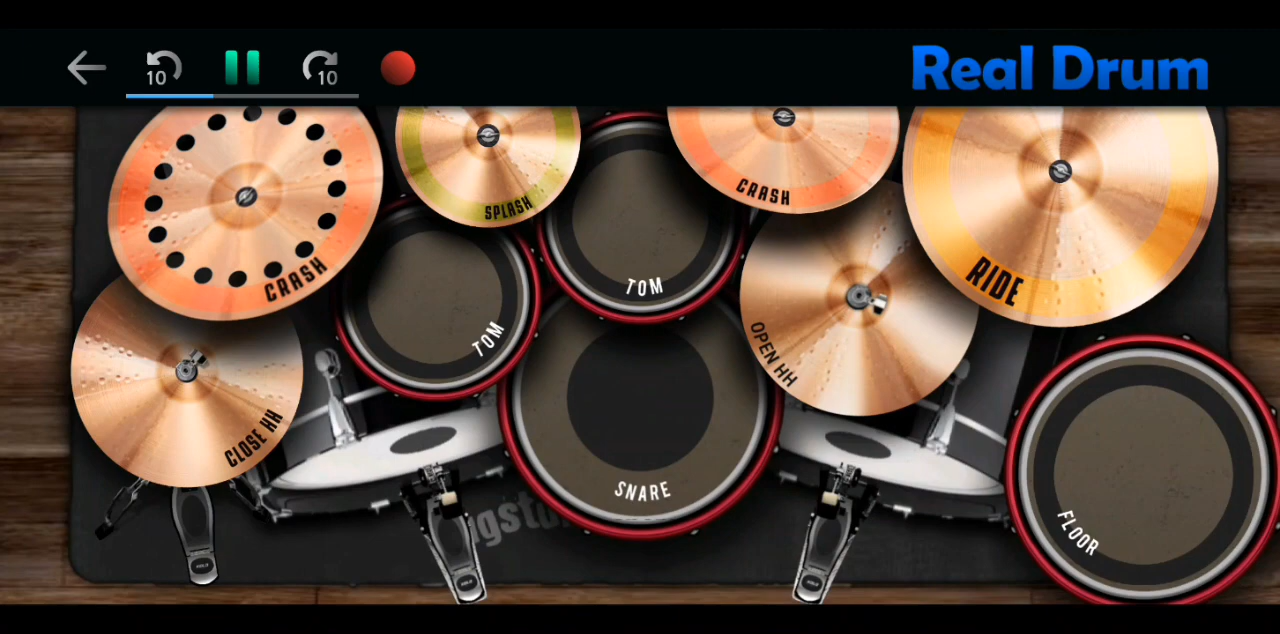 10
10
Real Drum
CRASH
SPLASH
CRASH
RIDE
TOM
TOM
OPEN HH
CLOSE HH
SNARE
FLOOR